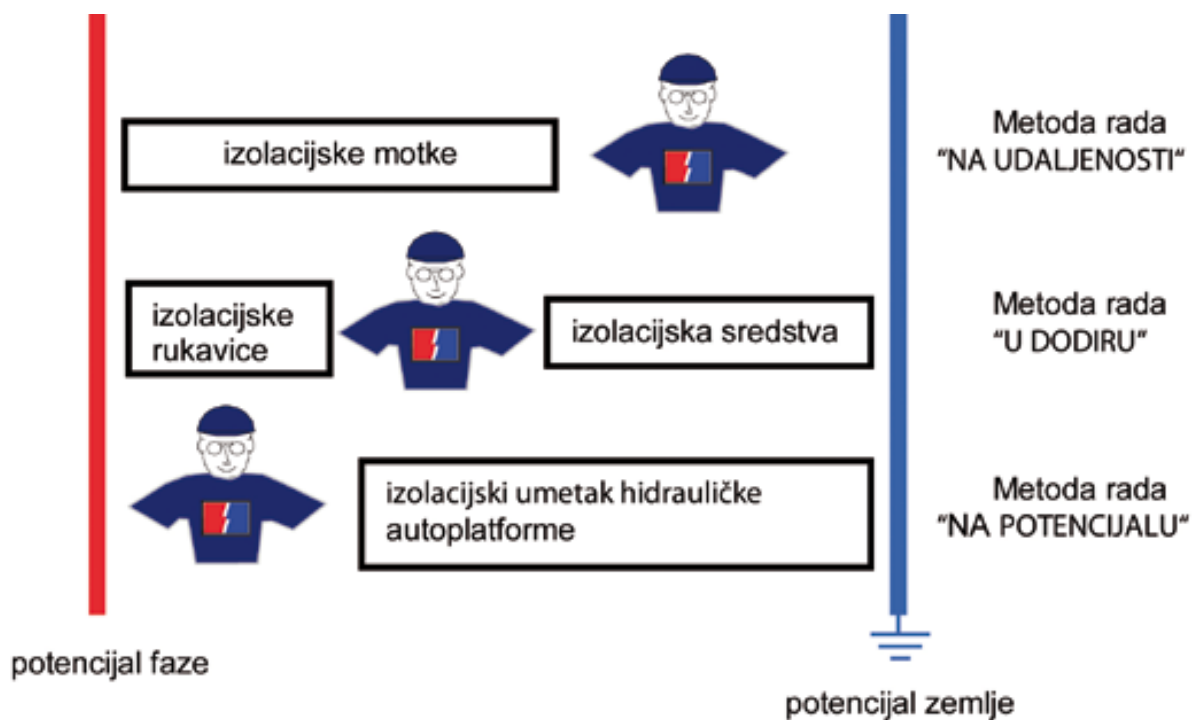 izolacijske motke
Metoda rada
“NA UDALJENOSTI“
izolacijske
rukavice
izolacijska sredstva
Metoda rada
“U DODIRU“
izolacijski umetak hidrauličke
autoplatforme
Metoda rada
“NA POTENCIJALU“
potencijal faze
potencijal zemlje